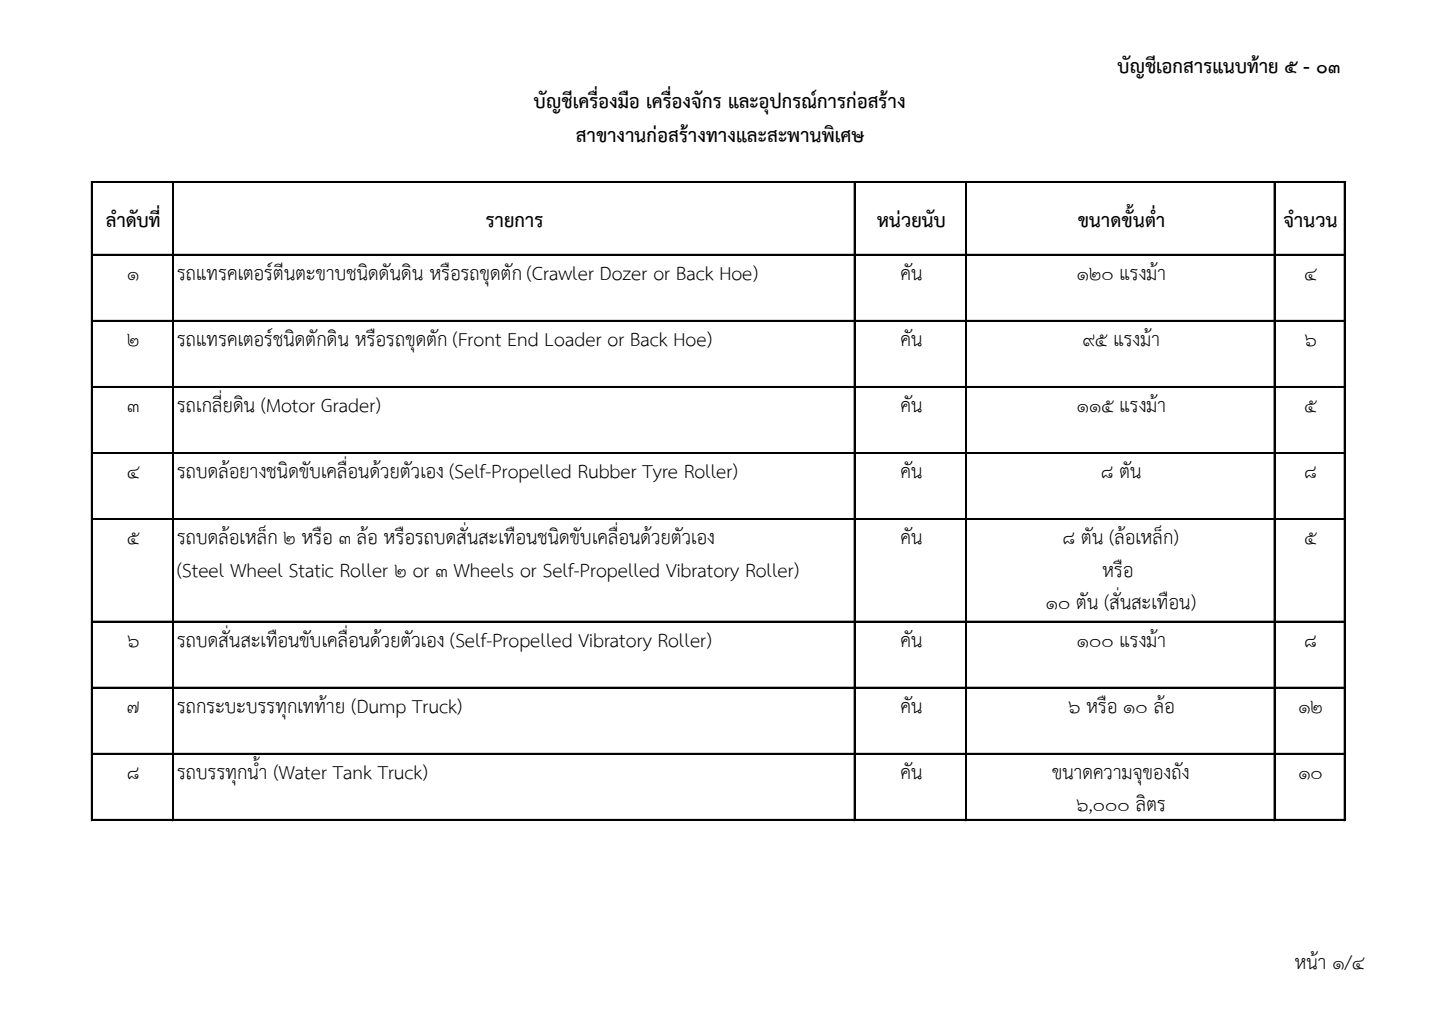 บัญชีเอกสารแนบท้าย ๕ - ๐๓
บัญชีเครื่องมือ เครื่องจักร และอุปกรณ์การก่อสร้าง
สาขางานก่อสร้างทางและสะพานพิเศษ
ลำดับที่ รายการ หน่วยนับ ขนาดขั้นต่ำ จำนวน
๑ รถแทรคเตอร์ตีนตะขาบชนิดดันดิน หรือรถขุดตัก (Crawler Dozer or Back Hoe) คัน ๑๒๐ แรงม้า ๔
๒ รถแทรคเตอร์ชนิดตักดิน หรือรถขุดตัก (Front End Loader or Back Hoe) คัน ๙๕ แรงม้า ๖
๓ รถเกลี่ยดิน (Motor Grader) คัน ๑๑๕ แรงม้า ๕
๔ รถบดล้อยางชนิดขับเคลื่อนด้วยตัวเอง (Self-Propelled Rubber Tyre Roller) คัน ๘ ตัน ๘
๕ รถบดล้อเหล็ก ๒ หรือ ๓ ล้อ หรือรถบดสั่นสะเทือนชนิดขับเคลื่อนด้วยตัวเอง คัน ๘ ตัน (ล้อเหล็ก) ๕
(Steel Wheel Static Roller ๒ or ๓ Wheels or Self-Propelled Vibratory Roller) หรือ
๑๐ ตัน (สั่นสะเทือน)
๖ รถบดสั่นสะเทือนขับเคลื่อนด้วยตัวเอง (Self-Propelled Vibratory Roller) คัน ๑๐๐ แรงม้า ๘
๗ รถกระบะบรรทุกเทท้าย (Dump Truck) คัน ๖ หรือ ๑๐ ล้อ ๑๒
๘ รถบรรทุกน้ำ (Water Tank Truck) คัน ขนาดความจุของถัง ๑๐
๖,๐๐๐ ลิตร
หน้า ๑/๔